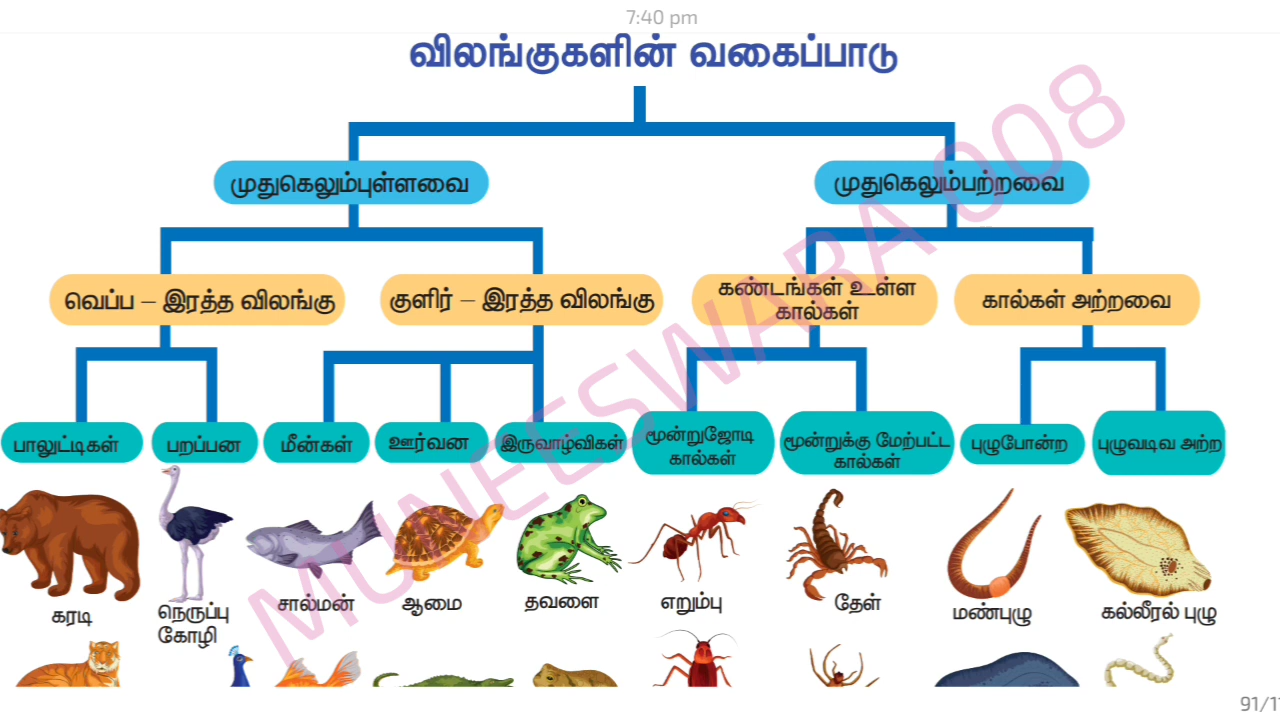 7:40 pm
விலங்குகளின் வகைப்பாடு
முதுகெலும்புள்ளவை
முதுகெலும்பற்றவை
வெப்ப – இரத்த விலங்கு
குளிர் – இரத்த விலங்கு
கண்டங்கள் உள்ள
கால்கள்
கால்கள் அற்றவை
பாலுட்டிகள்
பறப்பன
மீன்கள்
ஊர்வன
இருவாழ்விகள்
மூன்றுஜோடி
கால்கள்
மூன்றுக்கு மேற்பட்ட
கால்கள்
புழுபோன்ற
புழுவடிவ அற்ற
கரடி
நெருப்பு
கோழி
சால்மன்
ஆமை
தவளை
எறும்பு
தேள்
மண்புழு
கல்லீரல் புழு
MUNEESWARA 008